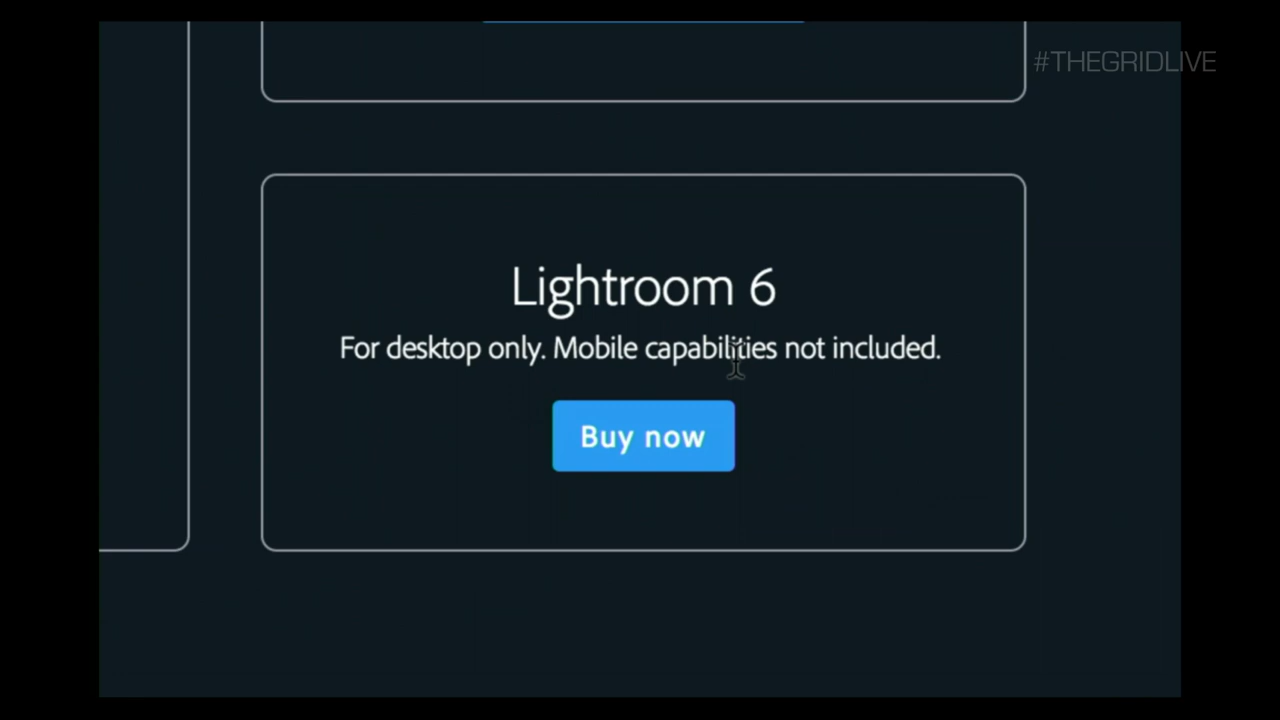 #THEGRIDLIVE
Lightroom 6
For desktop only. Mobile capabilities not included.
Buy now